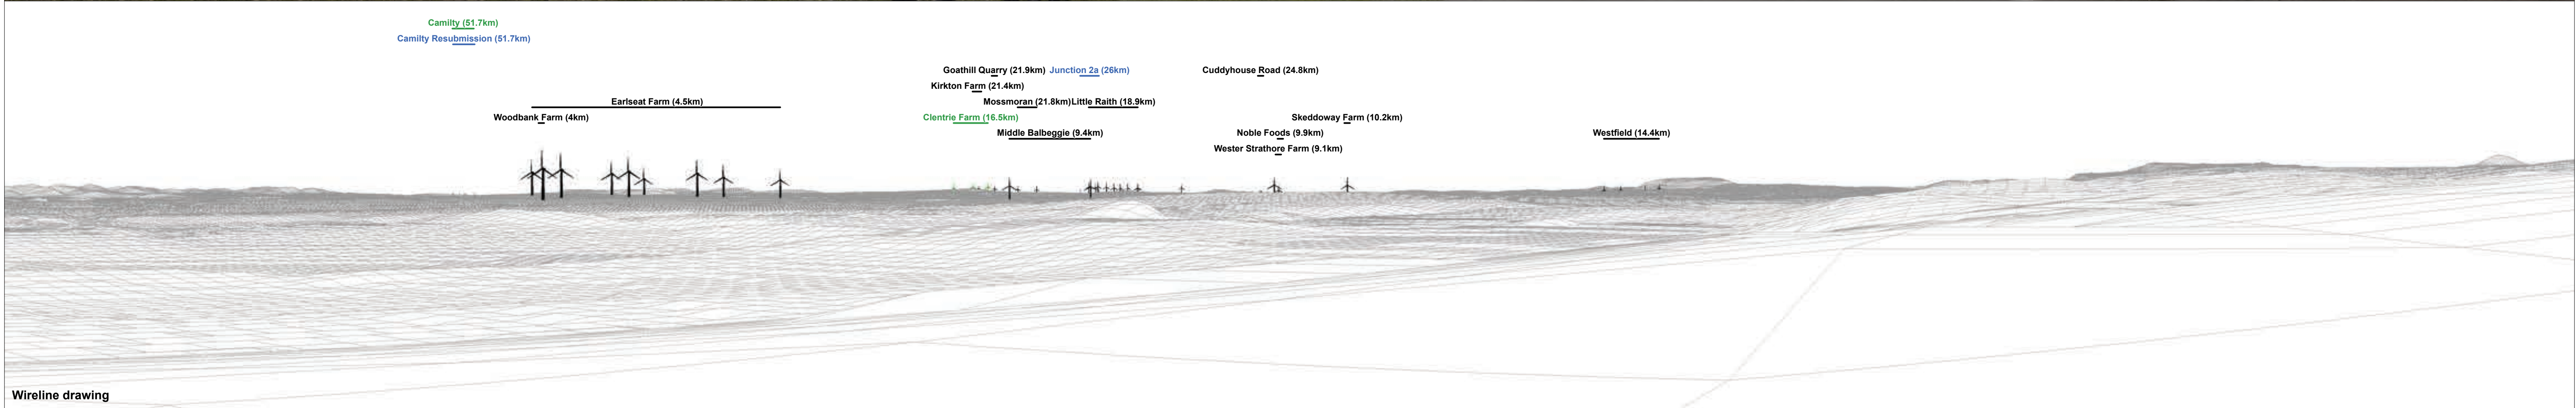 Camilty (51.7km)
Camilty Resubmission (51.7km)
Goathill Quarry (21.9km) Junction 2a (26km) Cuddyhouse Road (24.8km)
Kirkton Farm (21.4km)
Earlseat Farm (4.5km) Mossmoran (21.8km) Little Raith (18.9km)
Woodbank Farm (4km) Clentrie Farm (16.5km) Skeddoway Farm (10.2km)
Middle Balbeggie (9.4km) Noble Foods (9.9km) Westfield (14.4km)
Wester Strathore Farm (9.1km)
Wireline drawing